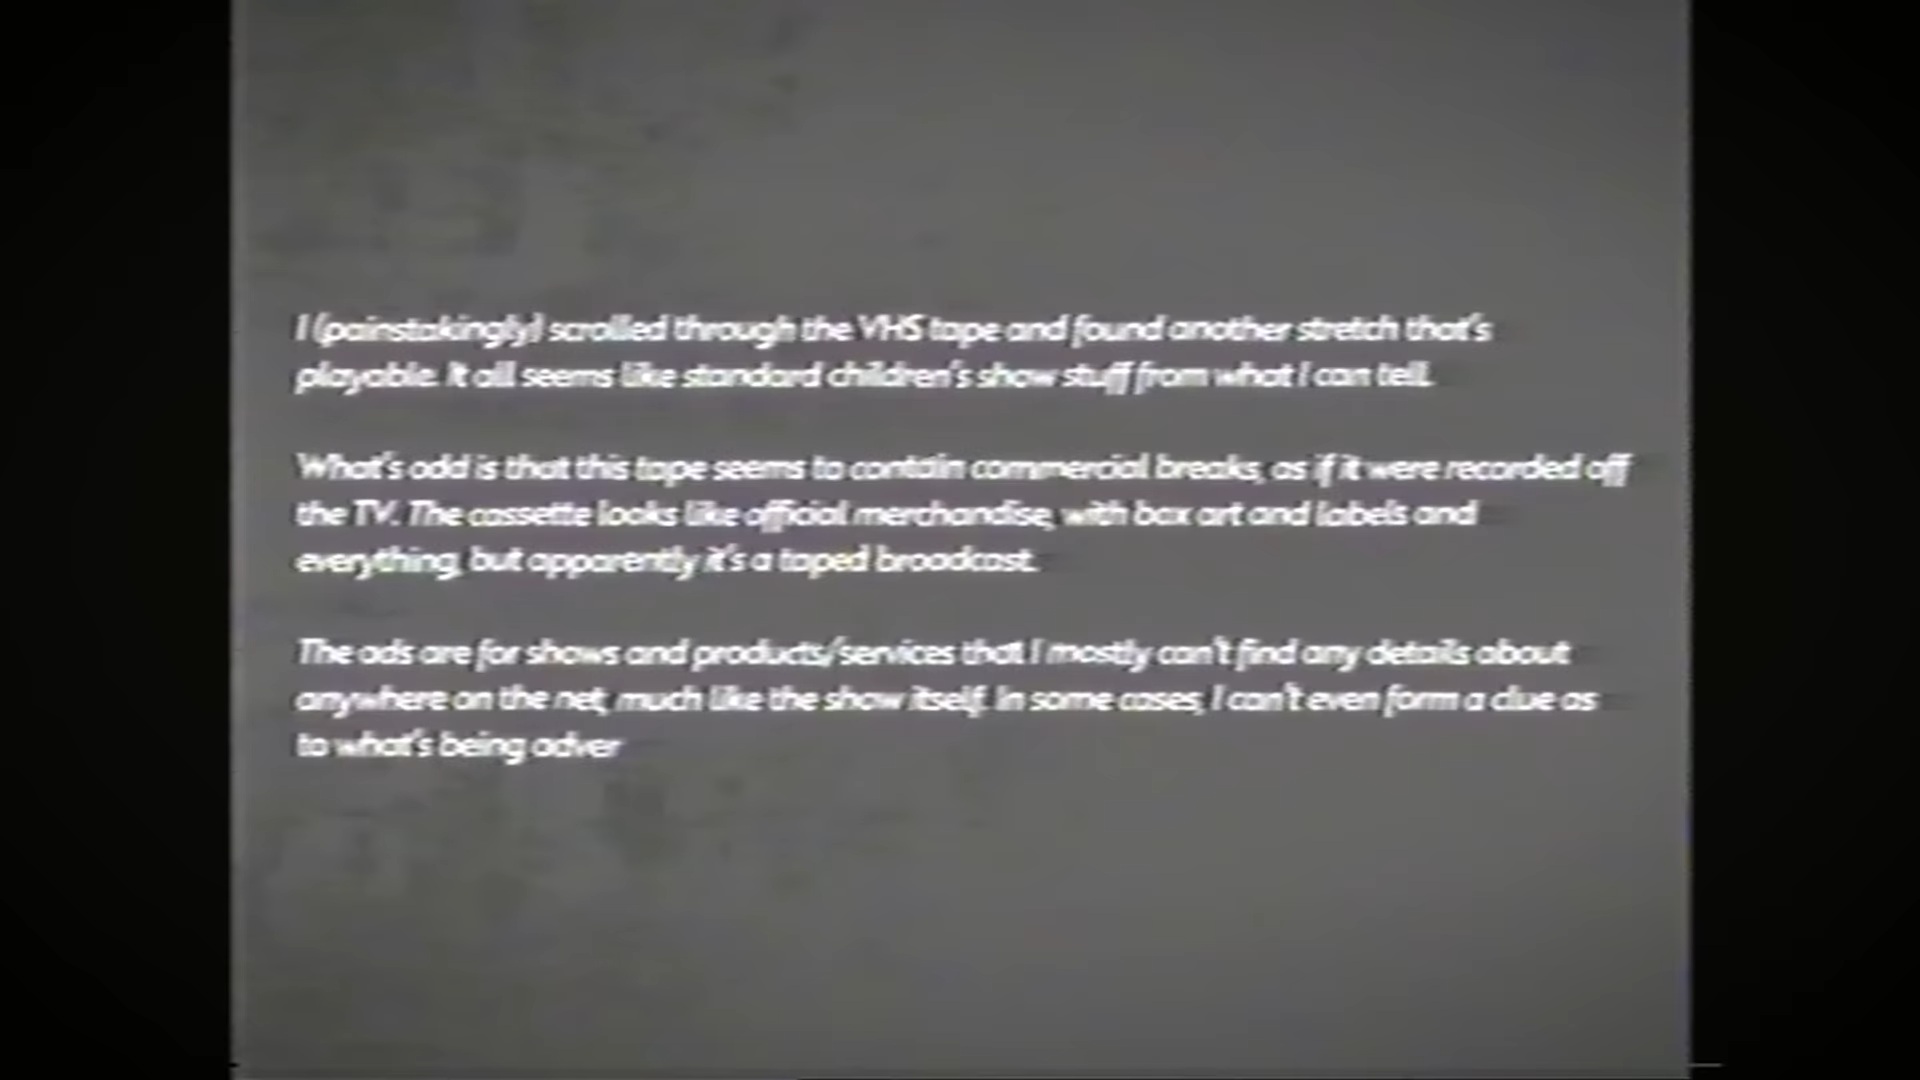 I (painstakingly) scrolled through the VHS tape and found another stretch that's
playable. It all seems like standard children's show stuff from what I can tell.
What's odd is that this tape seems to contain commercial breaks, as if it were recorded off
the TV. The cassette looks like official merchandise, with box art and labels and
everything, but apparently it's a taped broadcast.
The ads are for shows and products/services that I mostly can't find any details about
anywhere on the net, much like the show itself. In some cases, I can't even form a clue as
to what's being adver